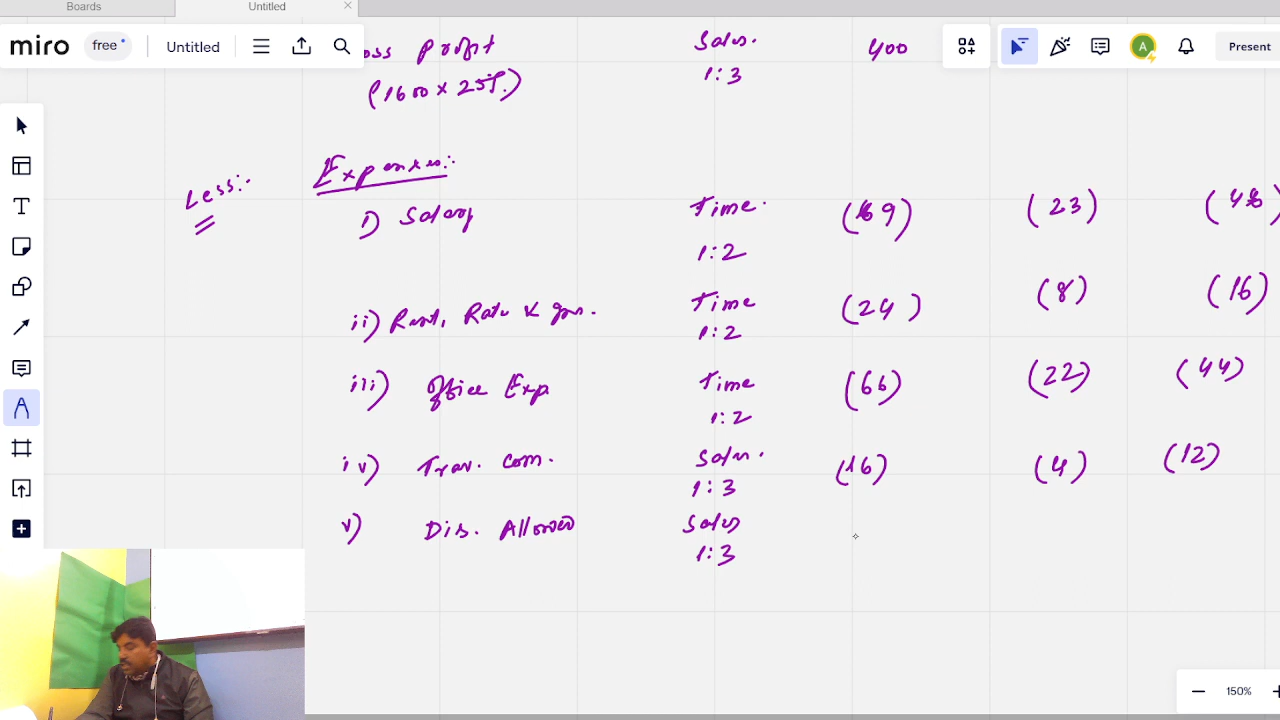 Boards
Untitled
miro free Untitled Present
oss profit Sales. 400
(1600 x 25%.) 1:3
Less:- Expenses:-
i) Salary Time. (69) (23) (46)
1:2
ii) Rent, Rate & Time (24) (8) (16)
1:2
iii) Office Exp Time (66) (22) (44)
1:2
iv) Trav. Com. Sales. (16) (4) (12)
1:3
v) Dis. Allowed Sales
1:3
150%